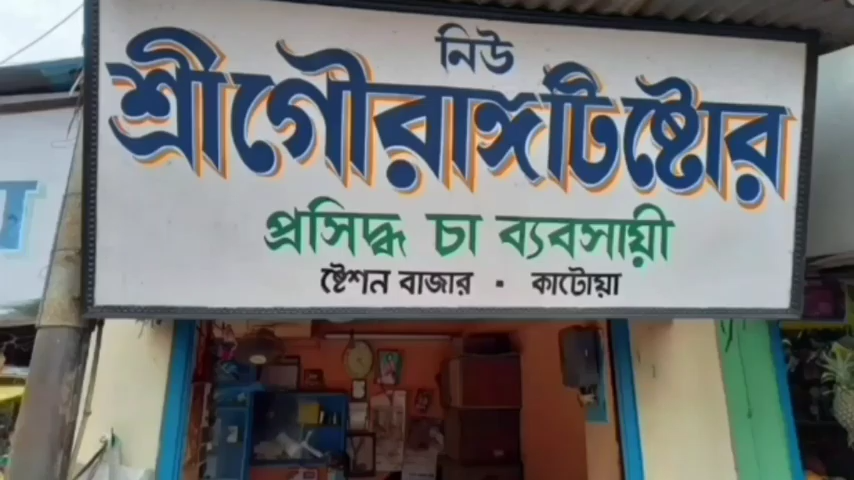 নিউ
শ্রীগৌরাঙ্গটিষ্টোর
প্রসিদ্ধ চা ব্যবসায়ী
ষ্টেশন বাজার • কাটোয়া